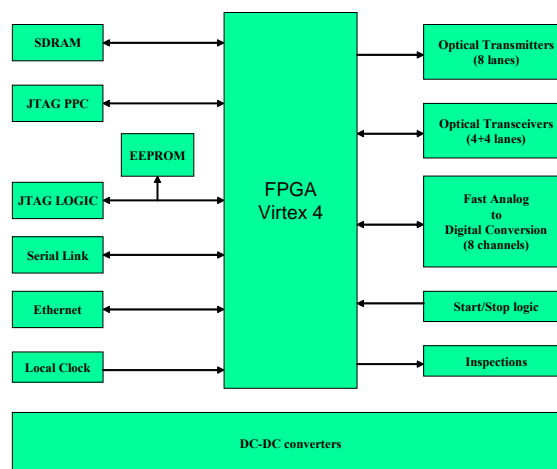 SDRAM
JTAG PPC
EEPROM
JTAG LOGIC
Serial Link
Ethernet
Local Clock
FPGA
Virtex 4
Optical Transmitters
(8 lanes)
Optical Transceivers
(4+4 lanes)
Fast Analog
to
Digital Conversion
(8 channels)
Start/Stop logic
Inspections
DC-DC converters